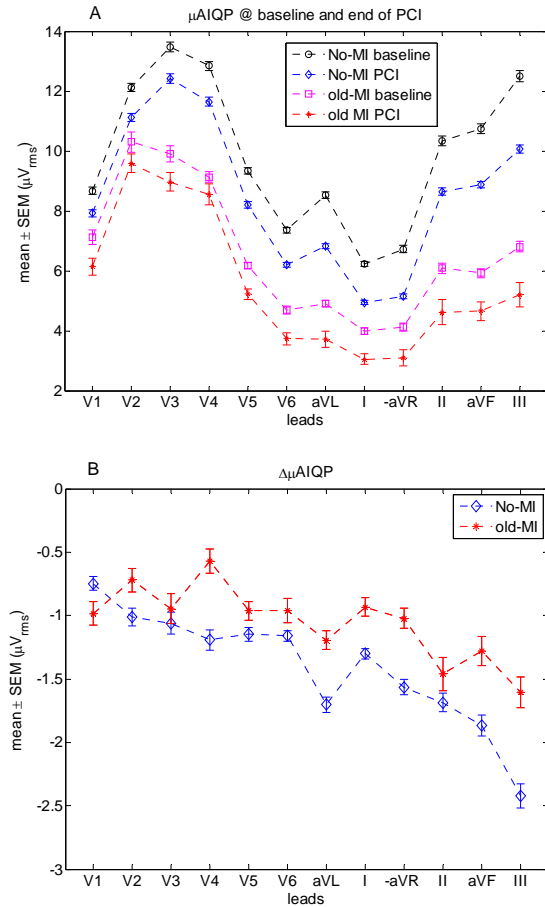 A
μAIQP @ baseline and end of PCI
No-MI baseline
No-MI PCI
old-MI baseline
old MI PCI
mean ± SEM (μVrms)
14
12
10
8
6
4
2
V1 V2 V3 V4 V5 V6 aVL I -aVR II aVF III
leads
B
ΔμAIQP
No-MI
old-MI
mean ± SEM (μVrms)
0
-0.5
-1
-1.5
-2
-2.5
-3
V1 V2 V3 V4 V5 V6 aVL I -aVR II aVF III
leads